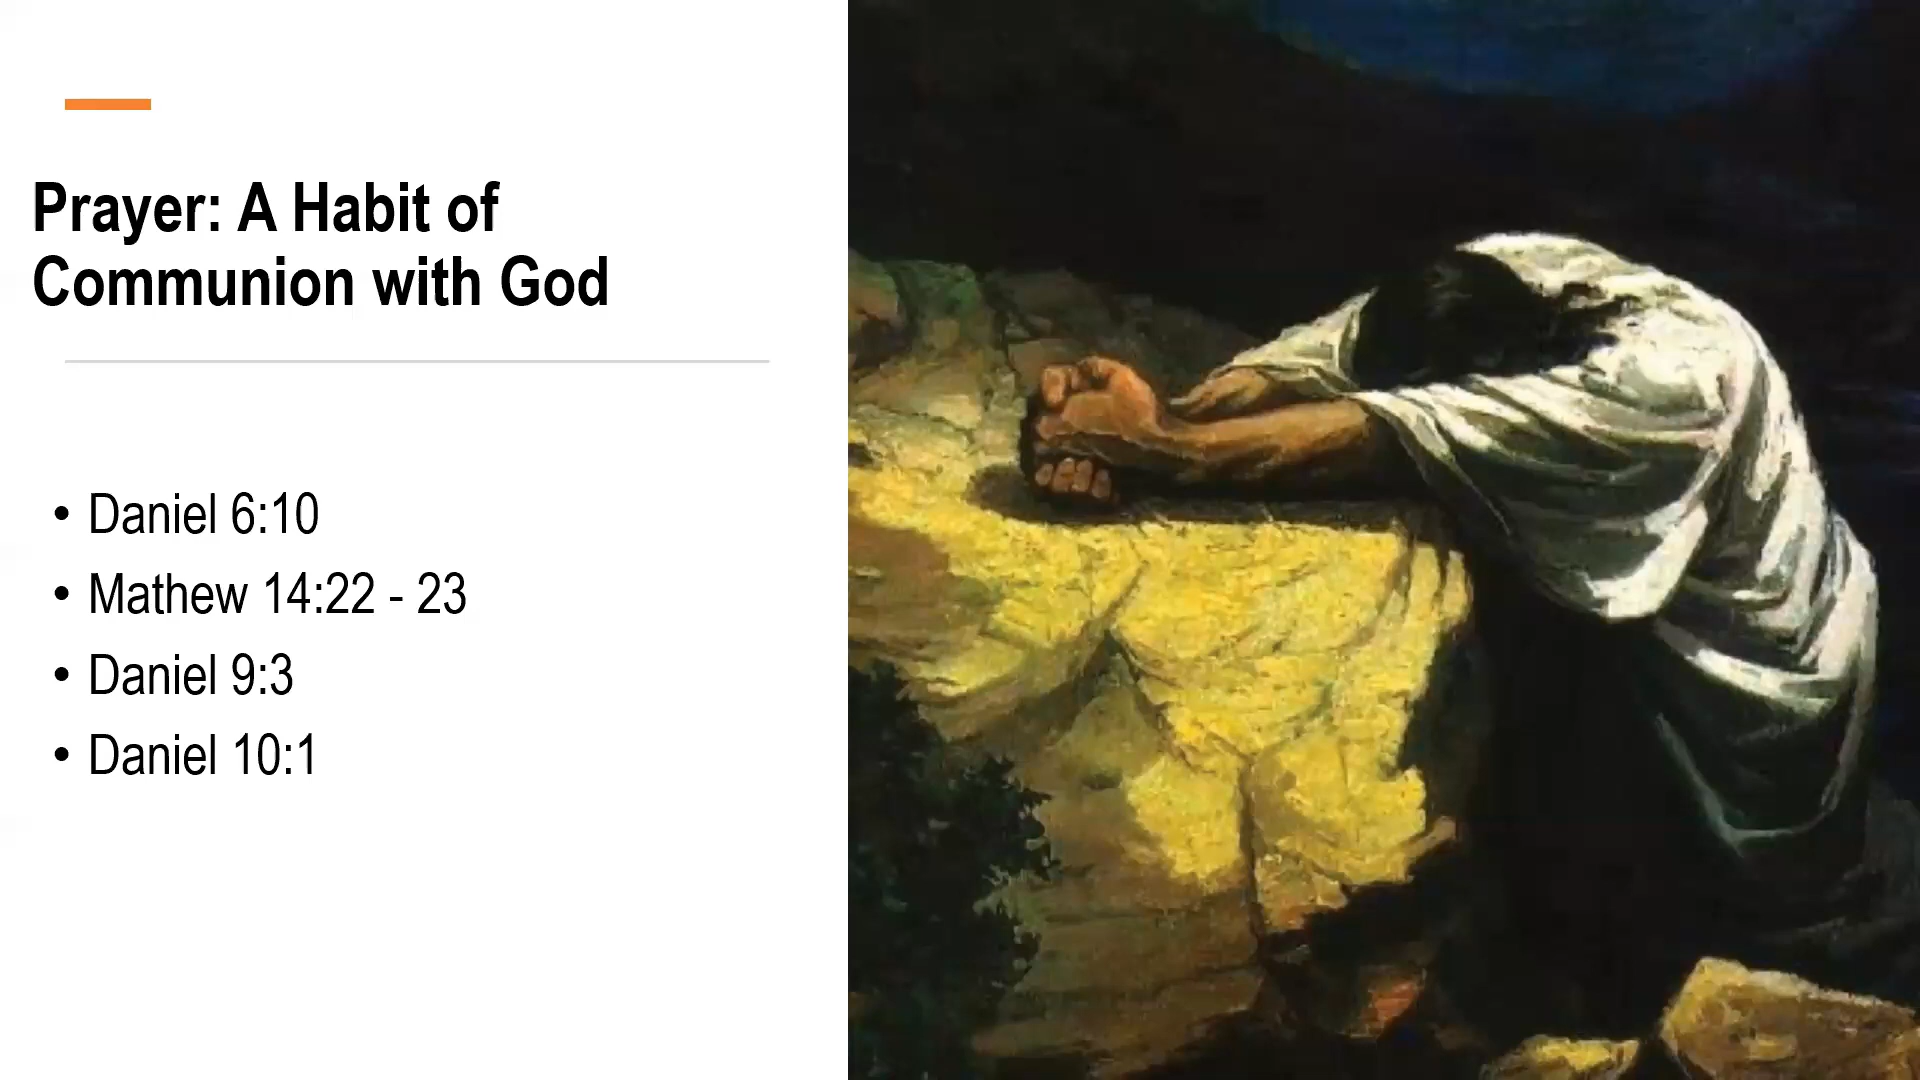 Prayer: A Habit of
Communion with God
• Daniel 6:10
• Mathew 14:22 - 23
• Daniel 9:3
• Daniel 10:1